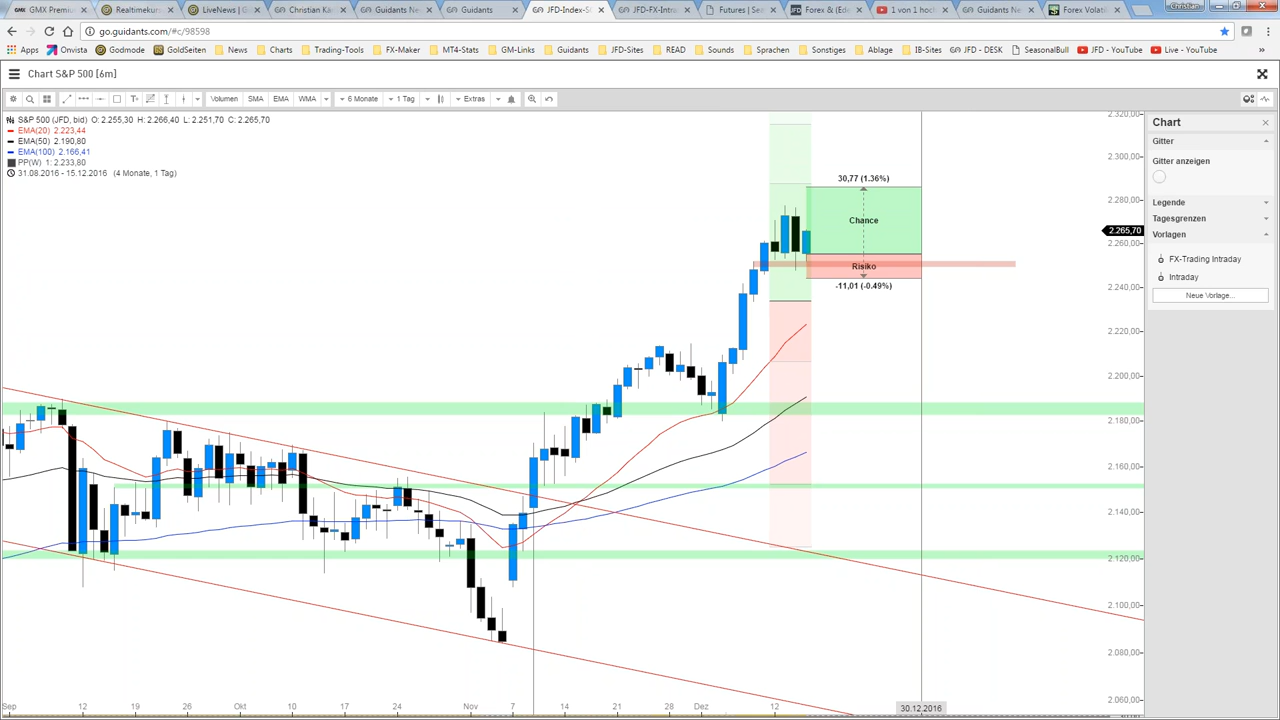 GMX Premium
Realtimekurs
LiveNews | G
Christian Kä
Guidants Ne
Guidants
JFD-Index-5
JFD-FX-Intra
Futures | Sea
Forex & (Ede
1 von 1 hoch
Guidants Ne
Forex Volati
Christian
go.guidants.com/#c/98598
Apps
Onvista
Godmode
GoldSeiten
News
Charts
Trading-Tools
FX-Maker
MT4-Stats
GM-Links
Guidants
JFD-Sites
READ
Sounds
Sprachen
Sonstiges
Ablage
IB-Sites
JFD - DESK
SeasonalBull
JFD - YouTube
Live - YouTube
Chart S&P 500 [6m]
Volumen
SMA
EMA
WMA
6 Monate
1 Tag
Extras
S&P 500 (JFD, bid) O: 2.255,30 H: 2.266,40 L: 2.251,70 C: 2.265,70
EMA(20) 2.223,44
EMA(50) 2.190,80
EMA(100) 2.166,41
PP(W) 1: 2.233,80
31.08.2016 - 15.12.2016 (4 Monate, 1 Tag)
30,77 (1.36%)
Chance
Risiko
-11,01 (-0.49%)
2.320,00
2.300,00
2.280,00
2.265,70
2.260,00
2.240,00
2.220,00
2.200,00
2.180,00
2.160,00
2.140,00
2.120,00
2.100,00
2.080,00
2.060,00
Sep
12
19
26
Okt
10
17
24
Nov
7
14
21
28
Dez
12
30.12.2016
Chart
Gitter
Gitter anzeigen
Legende
Tagesgrenzen
Vorlagen
FX-Trading Intraday
Intraday
Neue Vorlage...